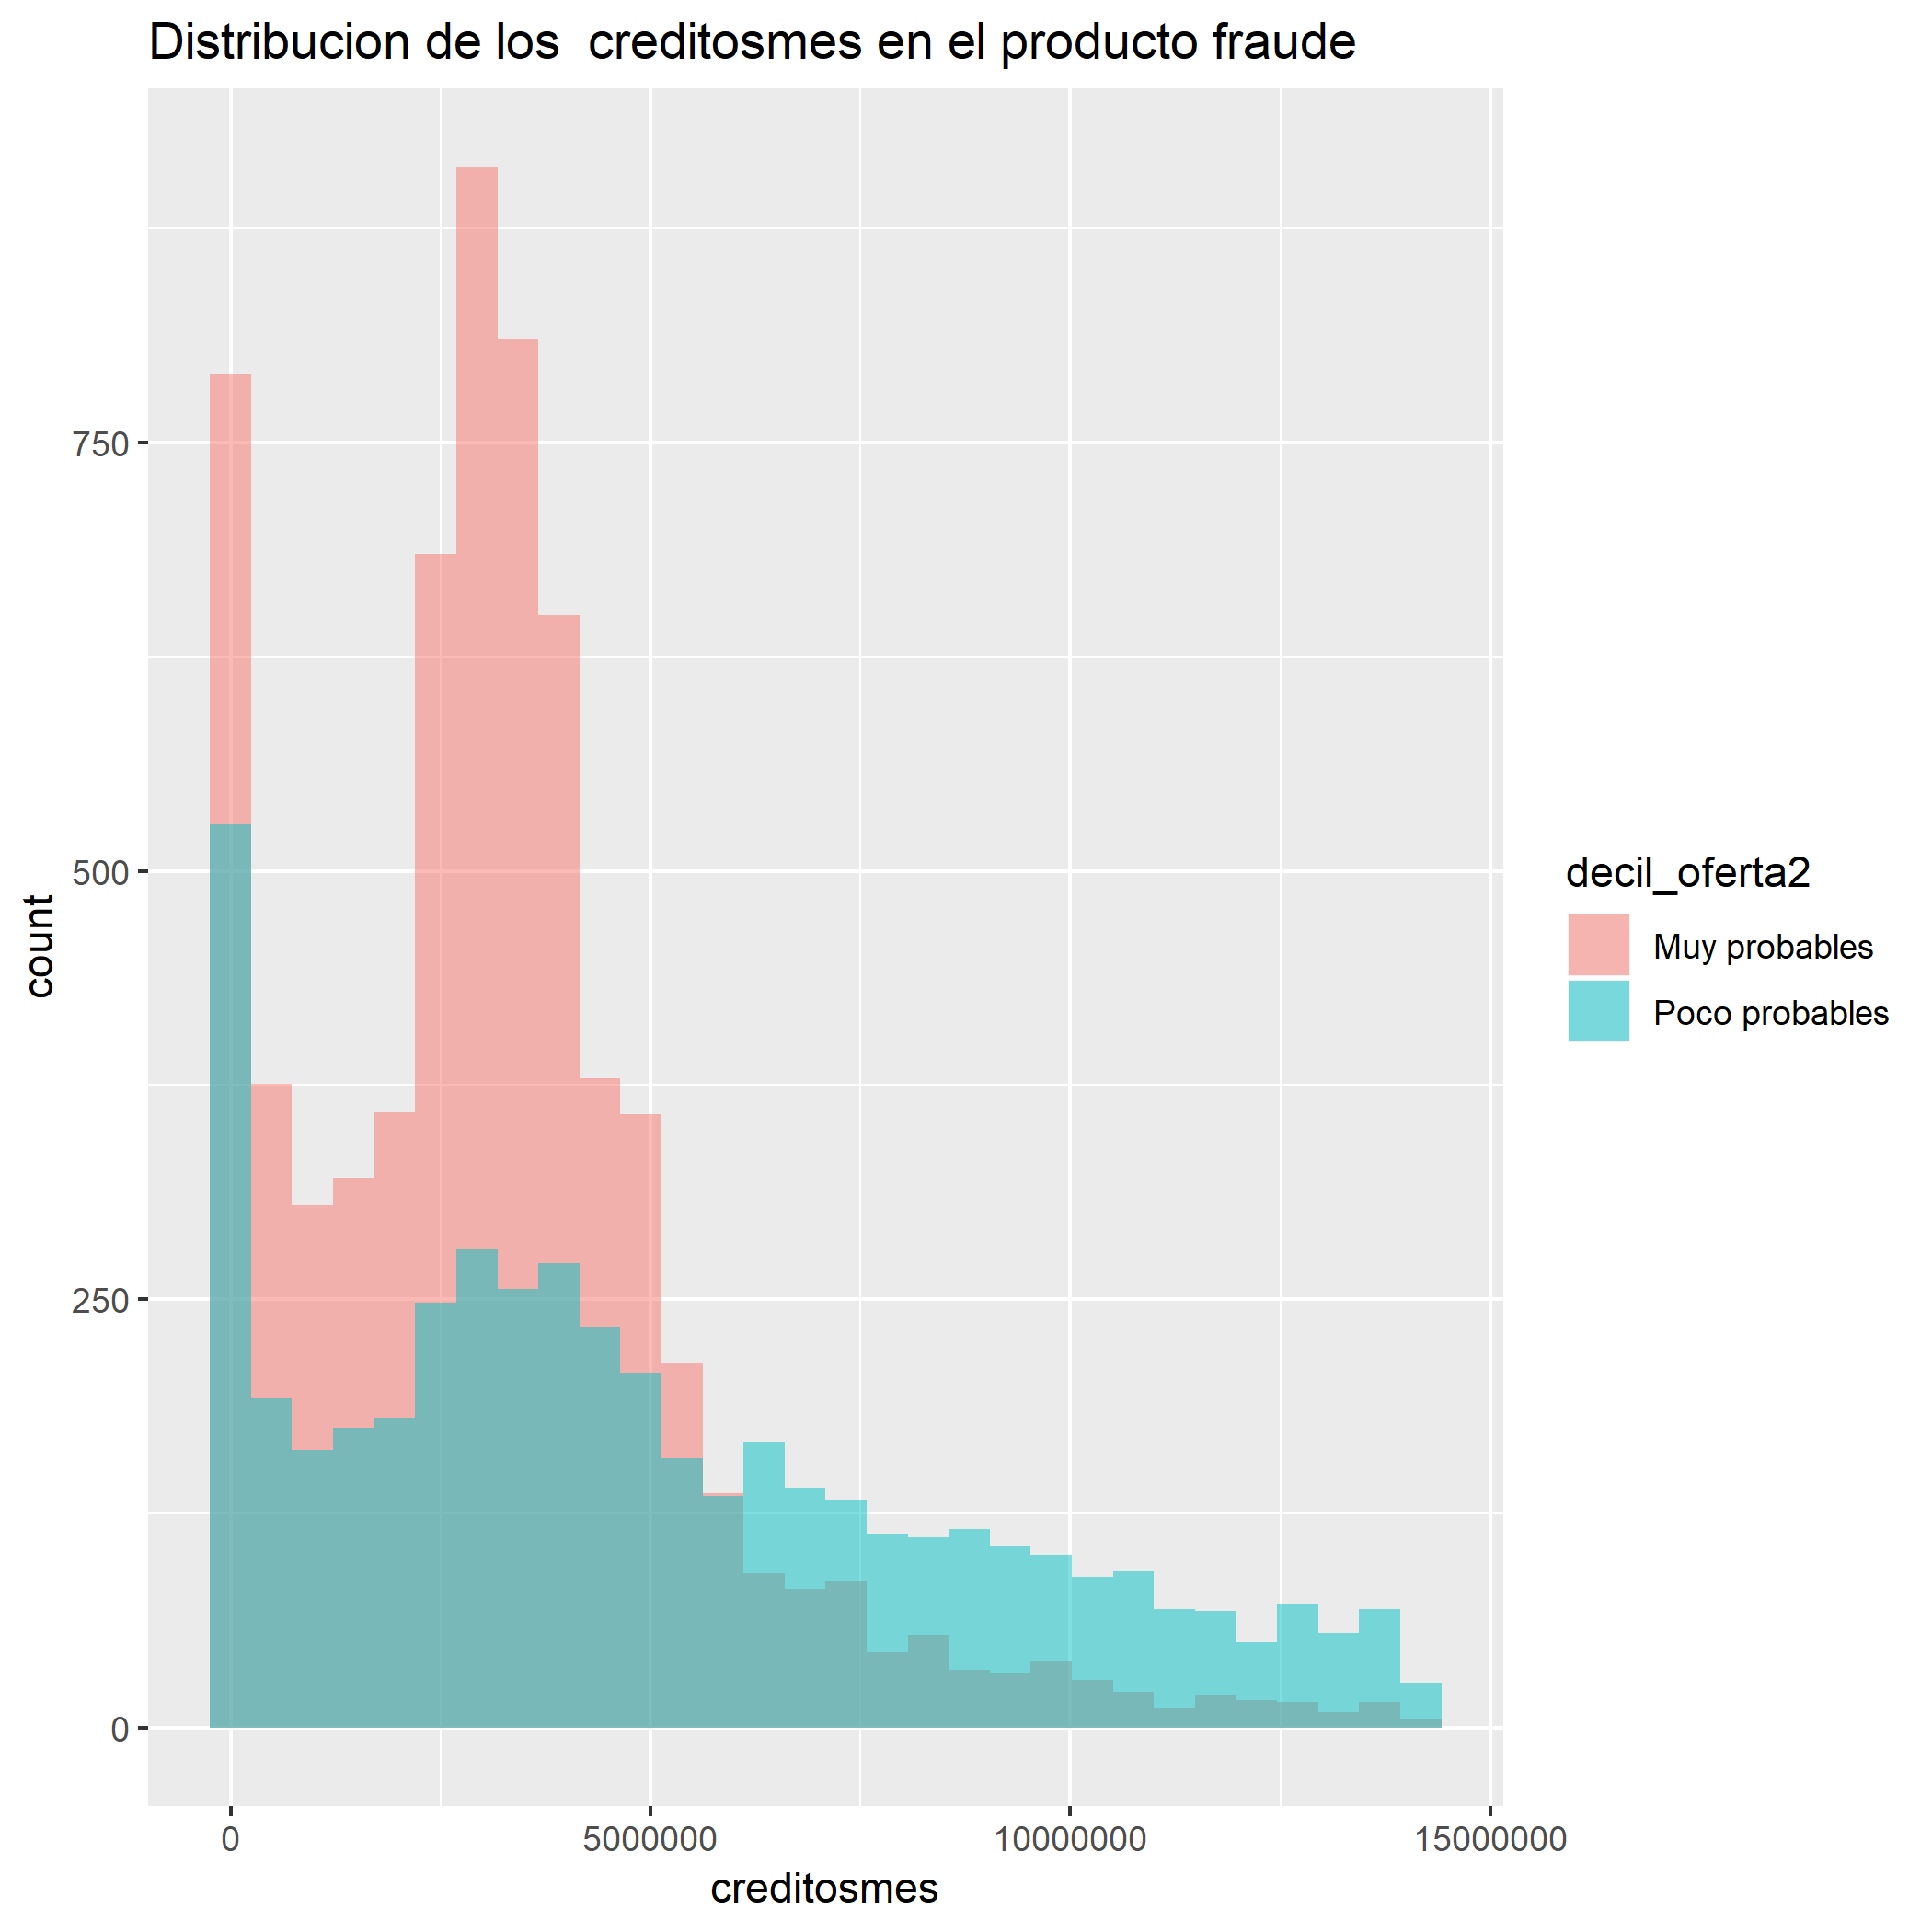 Distribucion de los  creditosmes en el producto fraude
750
500
250
0
count
0 5000000 10000000 15000000
creditosmes
decil_oferta2
Muy probables
Poco probables